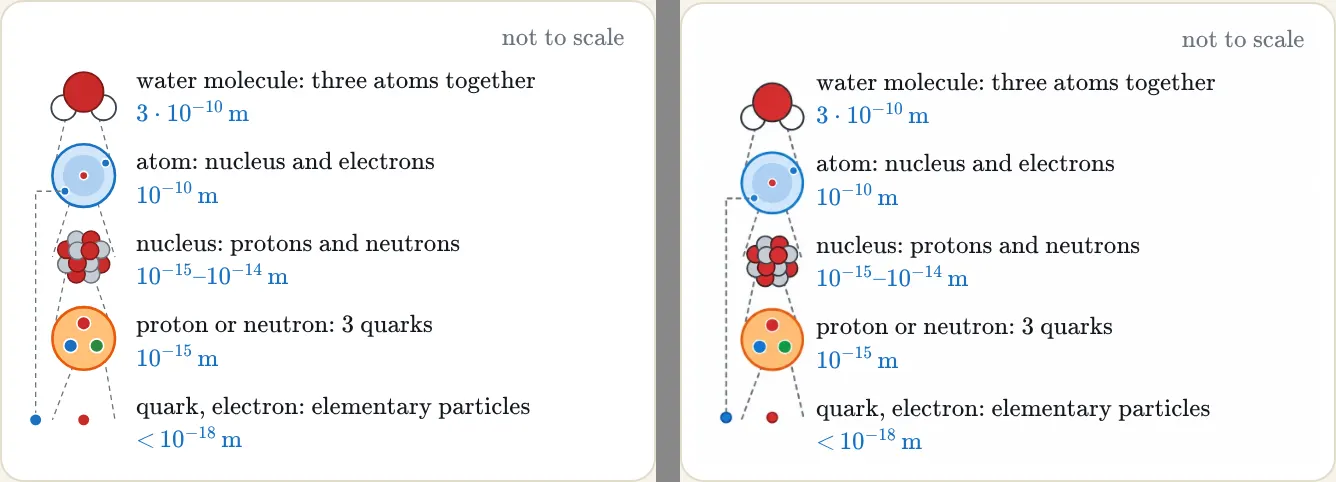 not to scale
water molecule: three atoms together
3 · 10⁻¹⁰ m
atom: nucleus and electrons
10⁻¹⁰ m
nucleus: protons and neutrons
10⁻¹⁵–10⁻¹⁴ m
proton or neutron: 3 quarks
10⁻¹⁵ m
quark, electron: elementary particles
< 10⁻¹⁸ m
not to scale
water molecule: three atoms together
3 · 10⁻¹⁰ m
atom: nucleus and electrons
10⁻¹⁰ m
nucleus: protons and neutrons
10⁻¹⁵–10⁻¹⁴ m
proton or neutron: 3 quarks
10⁻¹⁵ m
quark, electron: elementary particles
< 10⁻¹⁸ m